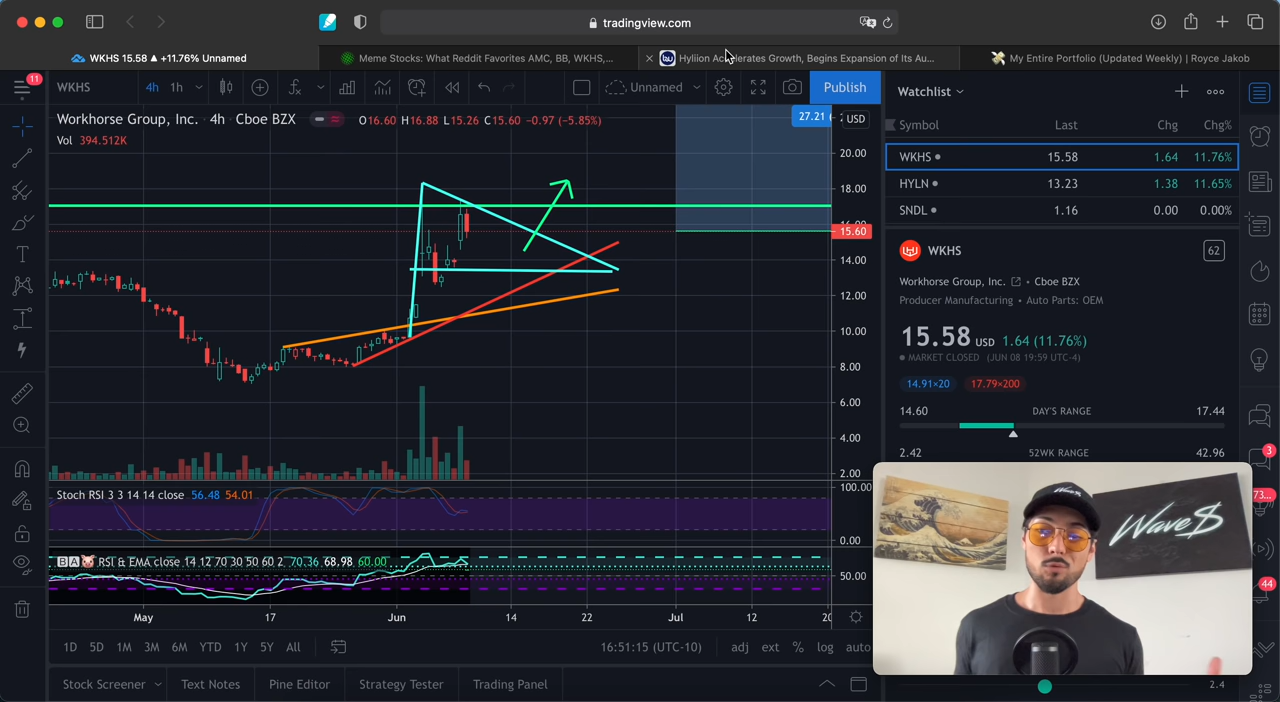 tradingview.com
WKHS 15.58 ▲ +11.76% Unnamed
Meme Stocks: What Reddit Favorites AMC, BB, WKHS,...
Hyliion Accelerates Growth, Begins Expansion of Its Au...
My Entire Portfolio (Updated Weekly) | Royce Jakob
11
WKHS
4h 1h
Unnamed
Publish
Workhorse Group, Inc. · 4h · Cboe BZX
O16.60 H16.88 L15.26 C15.60 -0.97 (-5.85%)
Vol 394.512K
27.21 (
USD
20.00
18.00
16.00
15.60
14.00
12.00
10.00
8.00
6.00
4.00
2.00
Stoch RSI 3 3 14 14 close 56.48 54.01
100.00
0.00
BA RSI & EMA close 14 12 70 30 50 60 2 70.36 68.98 60.00
50.00
May 17 Jun 14 22 Jul 12 20
1D 5D 1M 3M 6M YTD 1Y 5Y All
16:51:15 (UTC-10)
adj ext % log auto
Stock Screener
Text Notes
Pine Editor
Strategy Tester
Trading Panel
Watchlist
Symbol Last Chg Chg%
WKHS 15.58 1.64 11.76%
HYLN 13.23 1.38 11.65%
SNDL 1.16 0.00 0.00%
WKHS
62
Workhorse Group, Inc. • Cboe BZX
Producer Manufacturing • Auto Parts: OEM
15.58 USD 1.64 (11.76%)
MARKET CLOSED (JUN 08 19:59 UTC-4)
14.91×20 17.79×200
14.60 DAY'S RANGE 17.44
2.42 52WK RANGE 42.96
Wave$
Wave$
2.4
3
73...
44